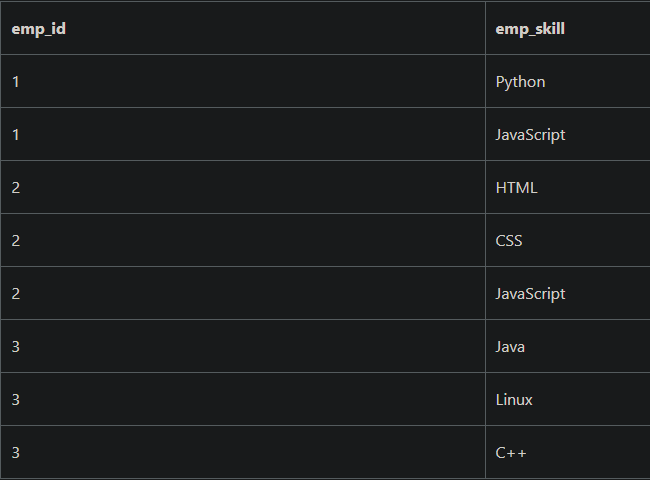 emp_id emp_skill
1 Python
1 JavaScript
2 HTML
2 CSS
2 JavaScript
3 Java
3 Linux
3 C++